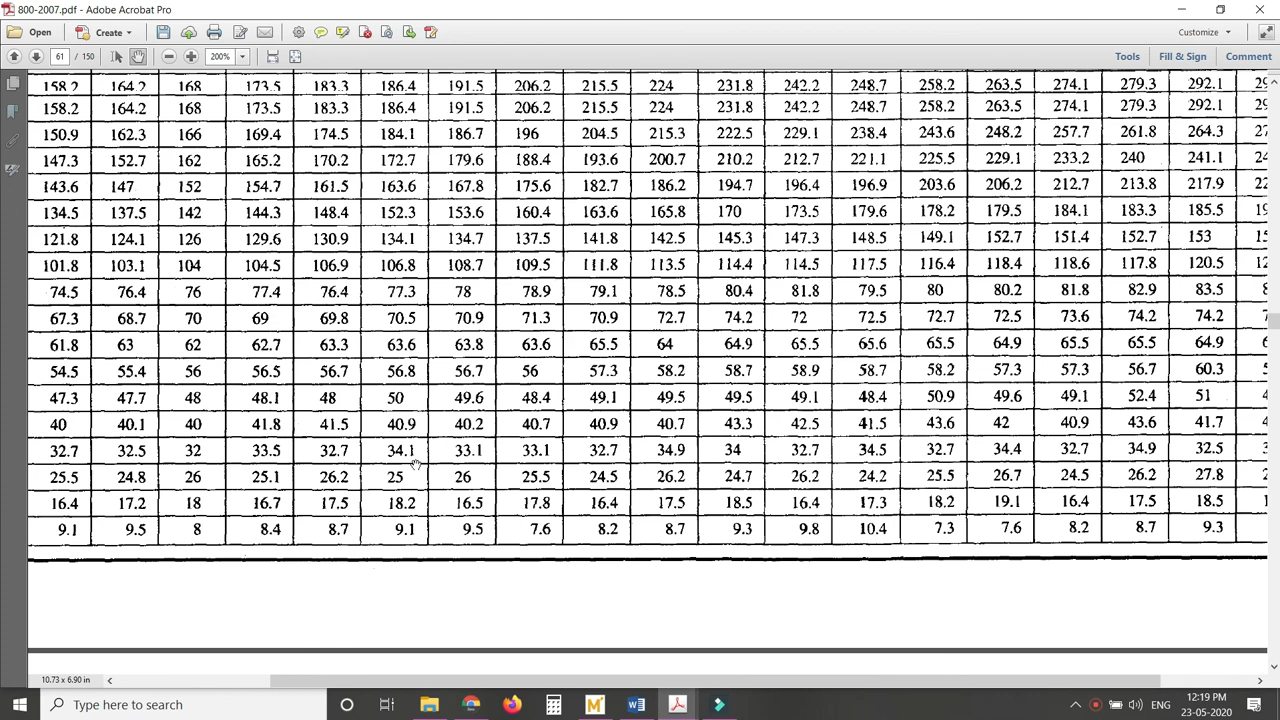 800-2007.pdf - Adobe Acrobat Pro
Open Create Customize
61 / 150 200% Tools Fill & Sign Comment
158.2 164.2 168 173.5 183.3 186.4 191.5 206.2 215.5 224 231.8 242.2 248.7 258.2 263.5 274.1 279.3 292.1 29
158.2 164.2 168 173.5 183.3 186.4 191.5 206.2 215.5 224 231.8 242.2 248.7 258.2 263.5 274.1 279.3 292.1 29
150.9 162.3 166 169.4 174.5 184.1 186.7 196 204.5 215.3 222.5 229.1 238.4 243.6 248.2 257.7 261.8 264.3 27
147.3 152.7 162 165.2 170.2 172.7 179.6 188.4 193.6 200.7 210.2 212.7 221.1 225.5 229.1 233.2 240 241.1 24
143.6 147 152 154.7 161.5 163.6 167.8 175.6 182.7 186.2 194.7 196.4 196.9 203.6 206.2 212.7 213.8 217.9 22
134.5 137.5 142 144.3 148.4 152.3 153.6 160.4 163.6 165.8 170 173.5 179.6 178.2 179.5 184.1 183.3 185.5 19
121.8 124.1 126 129.6 130.9 134.1 134.7 137.5 141.8 142.5 145.3 147.3 148.5 149.1 152.7 151.4 152.7 153 15
101.8 103.1 104 104.5 106.9 106.8 108.7 109.5 111.8 113.5 114.4 114.5 117.5 116.4 118.4 118.6 117.8 120.5 12
74.5 76.4 76 77.4 76.4 77.3 78 78.9 79.1 78.5 80.4 81.8 79.5 80 80.2 81.8 82.9 83.5 8
67.3 68.7 70 69 69.8 70.5 70.9 71.3 70.9 72.7 74.2 72 72.5 72.7 72.5 73.6 74.2 74.2 7
61.8 63 62 62.7 63.3 63.6 63.8 63.6 65.5 64 64.9 65.5 65.6 65.5 64.9 65.5 65.5 64.9 6
54.5 55.4 56 56.5 56.7 56.8 56.7 56 57.3 58.2 58.7 58.9 58.7 58.2 57.3 57.3 56.7 60.3 5
47.3 47.7 48 48.1 48 50 49.6 48.4 49.1 49.5 49.5 49.1 48.4 50.9 49.6 49.1 52.4 51 4
40 40.1 40 41.8 41.5 40.9 40.2 40.7 40.9 40.7 43.3 42.5 41.5 43.6 42 40.9 43.6 41.7 4
32.7 32.5 32 33.5 32.7 34.1 33.1 33.1 32.7 34.9 34 32.7 34.5 32.7 34.4 32.7 34.9 32.5 3
25.5 24.8 26 25.1 26.2 25 26 25.5 24.5 26.2 24.7 26.2 24.2 25.5 26.7 24.5 26.2 27.8 2
16.4 17.2 18 16.7 17.5 18.2 16.5 17.8 16.4 17.5 18.5 16.4 17.3 18.2 19.1 16.4 17.5 18.5 1
9.1 9.5 8 8.4 8.7 9.1 9.5 7.6 8.2 8.7 9.3 9.8 10.4 7.3 7.6 8.2 8.7 9.3
10.73 x 6.90 in
Type here to search ENG 12:19 PM
23-05-2020